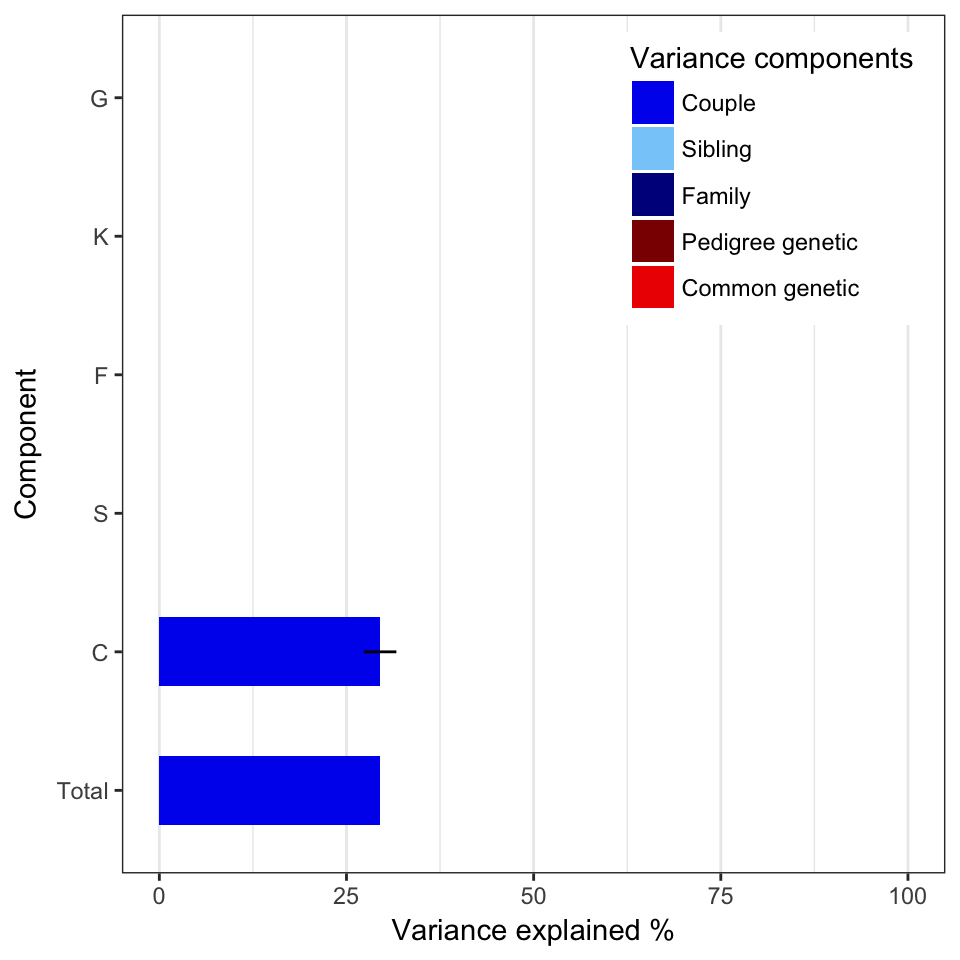 Variance components
Couple
Sibling
Family
Pedigree genetic
Common genetic
G
K
F
S
C
Total
Component
0 25 50 75 100
Variance explained %